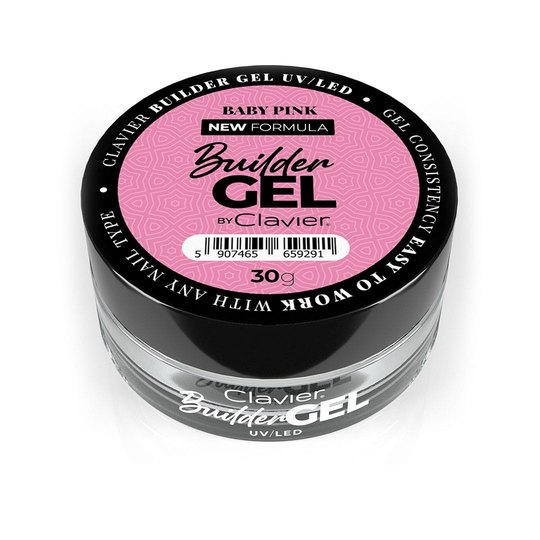 CLAVIER BUILDER GEL UV/LED • GEL CONSISTENCY EASY TO WORK WITH ANY NAIL TYPE •
BABY PINK
NEW FORMULA
Builder
GEL
BY Clavier®
5 907465 659291
30g
Clavier®
Builder GEL
UV/LED